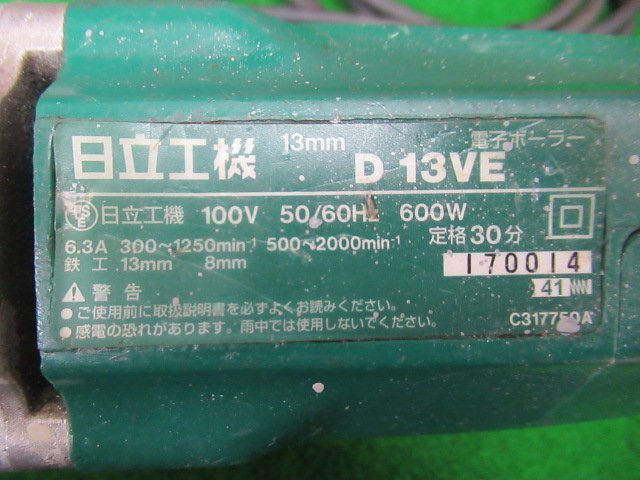 日立工機 13mm D 13VE 電子ボーラー
日立工機 100V 50/60Hz 600W
6.3A 300~1250min⁻¹ 500~2000min⁻¹ 定格30分
鉄工 13mm 8mm
170014
41
⚠警告
●ご使用前に取扱説明書を必ずよくお読みください。
●感電の恐れがあります。雨中では使用しないでください。
C317750A